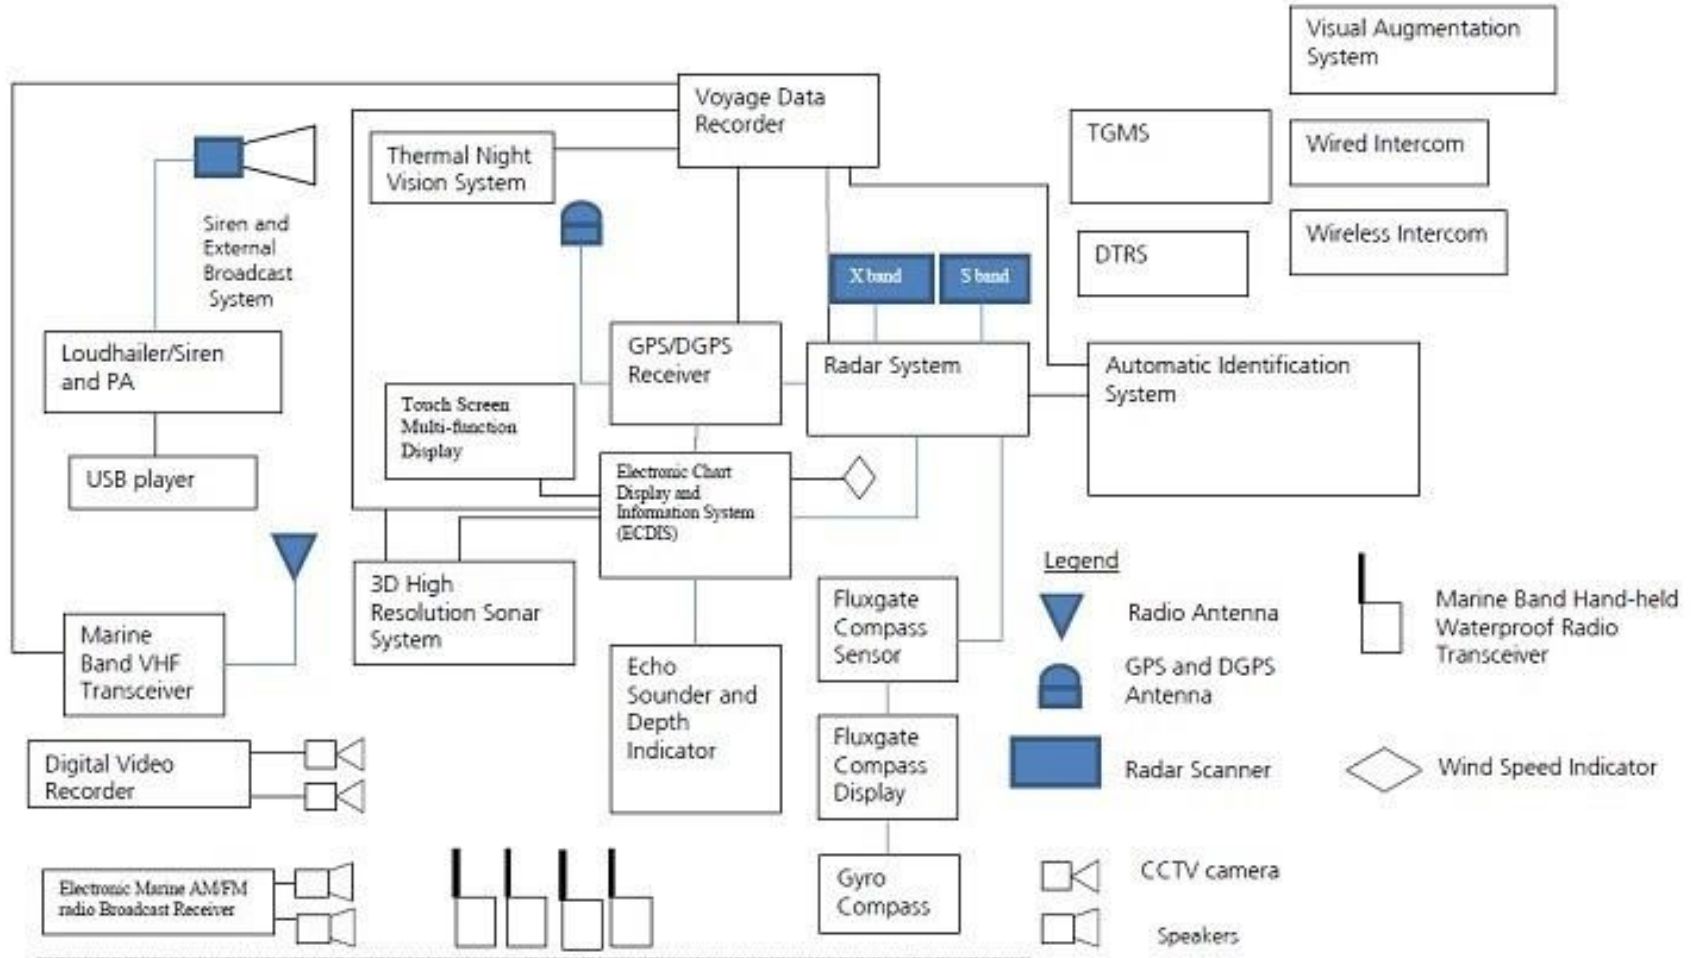 Visual Augmentation
System
Voyage Data
Recorder
TGMS
Wired Intercom
Thermal Night
Vision System
Siren and
External
Broadcast
System
Wireless Intercom
DTRS
X band
S band
Loudhailer/Siren
and PA
GPS/DGPS
Receiver
Radar System
Automatic Identification
System
Touch Screen
Multi-function
Display
USB player
Electronic Chart
Display and
Information System
(ECDIS)
3D High
Resolution Sonar
System
Fluxgate
Compass
Sensor
Marine
Band VHF
Transceiver
Echo
Sounder and
Depth
Indicator
Fluxgate
Compass
Display
Digital Video
Recorder
Electronic Marine AM/FM
radio Broadcast Receiver
Gyro
Compass
Legend
Radio Antenna
GPS and DGPS
Antenna
Radar Scanner
CCTV camera
Speakers
Marine Band Hand-held
Waterproof Radio
Transceiver
Wind Speed Indicator